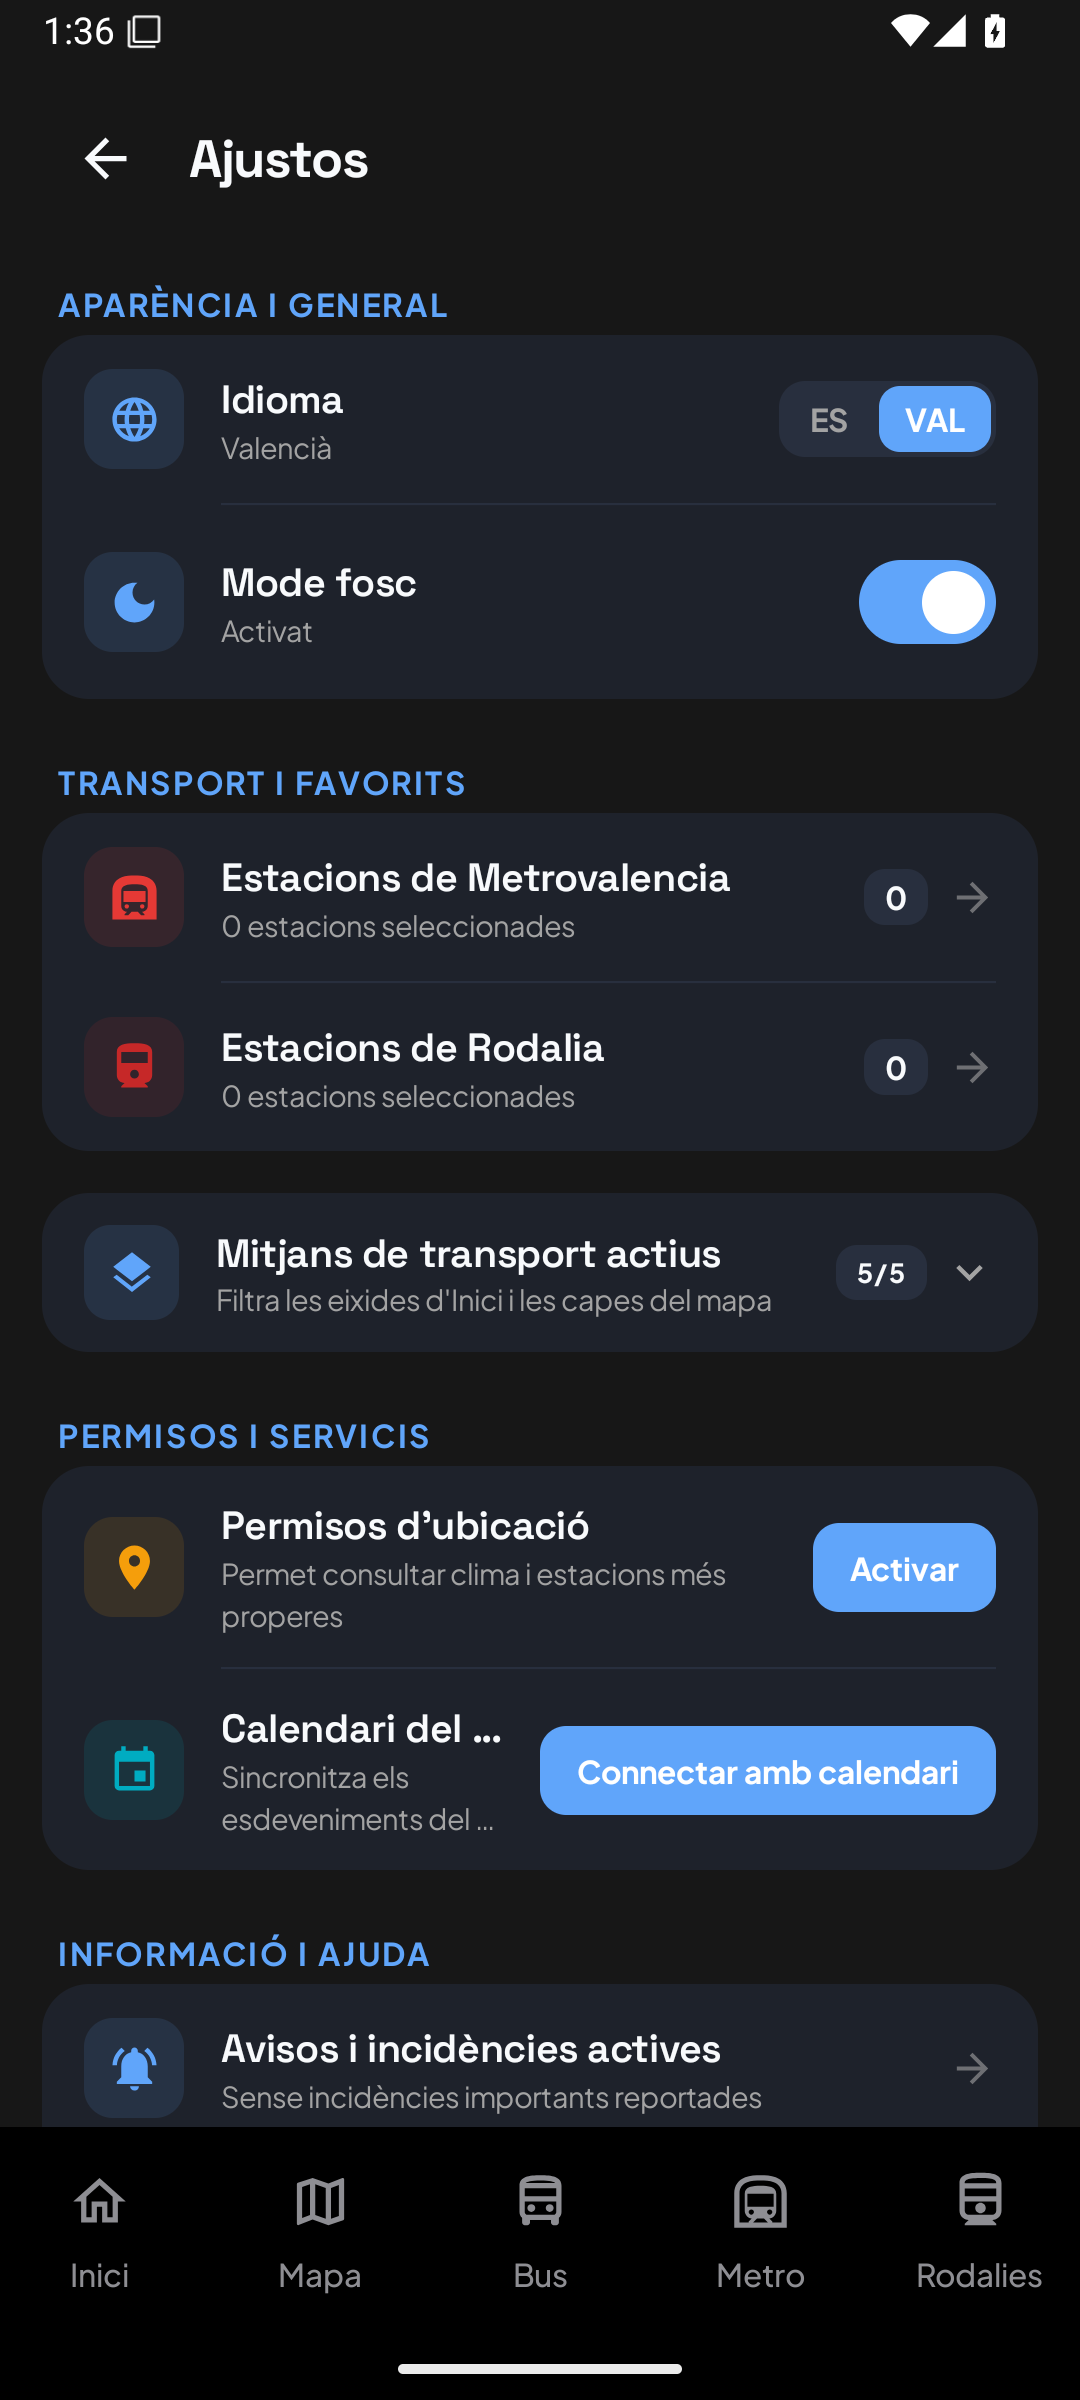 1:36
Ajustos
APARÈNCIA I GENERAL
Idioma
Valencià
ES
VAL
Mode fosc
Activat
TRANSPORT I FAVORITS
Estacions de Metrovalencia
0 estacions seleccionades
0
Estacions de Rodalia
0 estacions seleccionades
0
Mitjans de transport actius
Filtra les eixides d'Inici i les capes del mapa
5/5
PERMISOS I SERVICIS
Permisos d’ubicació
Permet consultar clima i estacions més
properes
Activar
Calendari del ...
Sincronitza els
esdeveniments del ...
Connectar amb calendari
INFORMACIÓ I AJUDA
Avisos i incidències actives
Sense incidències importants reportades
Inici
Mapa
Bus
Metro
Rodalies